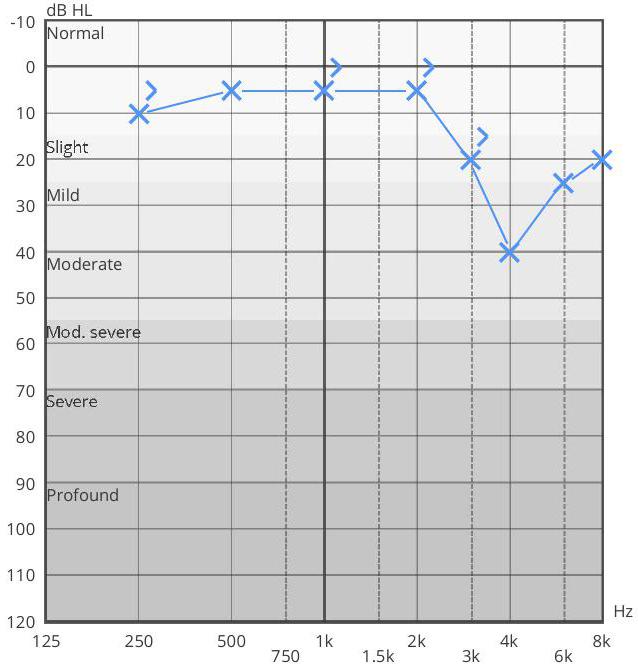 dB HL
-10
Normal
0
10
Slight
20
Mild
30
40
Moderate
50
Mod. severe
60
70
Severe
80
90
Profound
100
110
120
Hz
125 250 500 1k 2k 4k 8k
750 1.5k 3k 6k